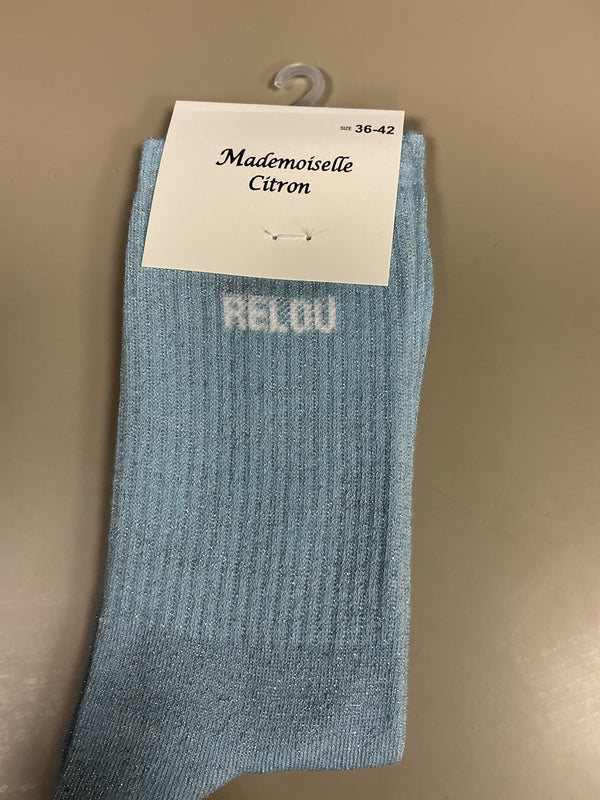 SIZE 36-42
Mademoiselle
Citron
RELOU